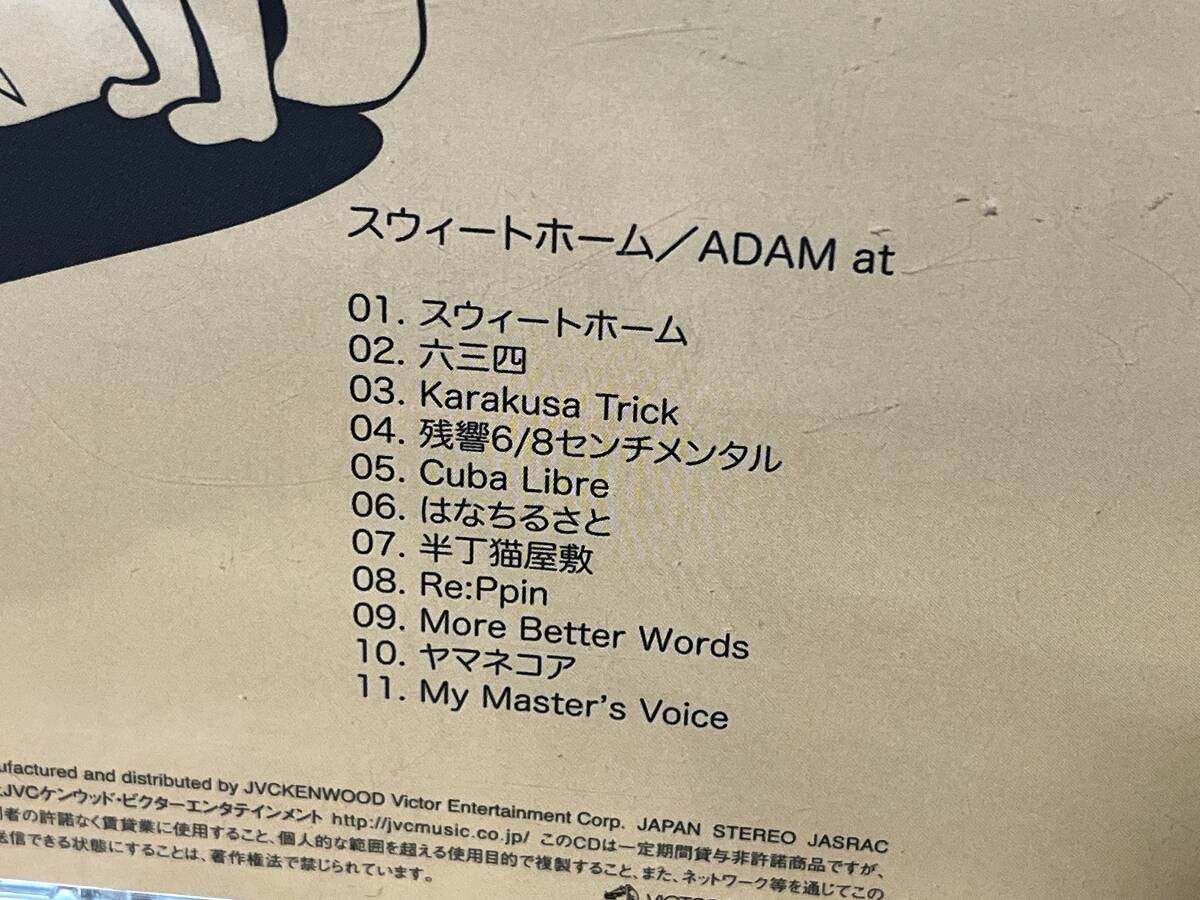 スウィートホーム／ADAM at
01. スウィートホーム
02. 六三四
03. Karakusa Trick
04. 残響6/8センチメンタル
05. Cuba Libre
06. はなちるさと
07. 半丁猫屋敷
08. Re:Ppin
09. More Better Words
10. ヤマネコア
11. My Master's Voice
ufactured and distributed by JVCKENWOOD Victor Entertainment Corp. JAPAN STEREO JASRAC
JVCケンウッド・ビクターエンタテインメント http://jvcmusic.co.jp/ このCDは一定期間貸与非許諾商品ですが、
者の許諾なく賃貸業に使用すること、個人的な範囲を超える使用目的で複製すること、また、ネットワーク等を通じてこの
送信できる状態にすることは、著作権法で禁じられています。